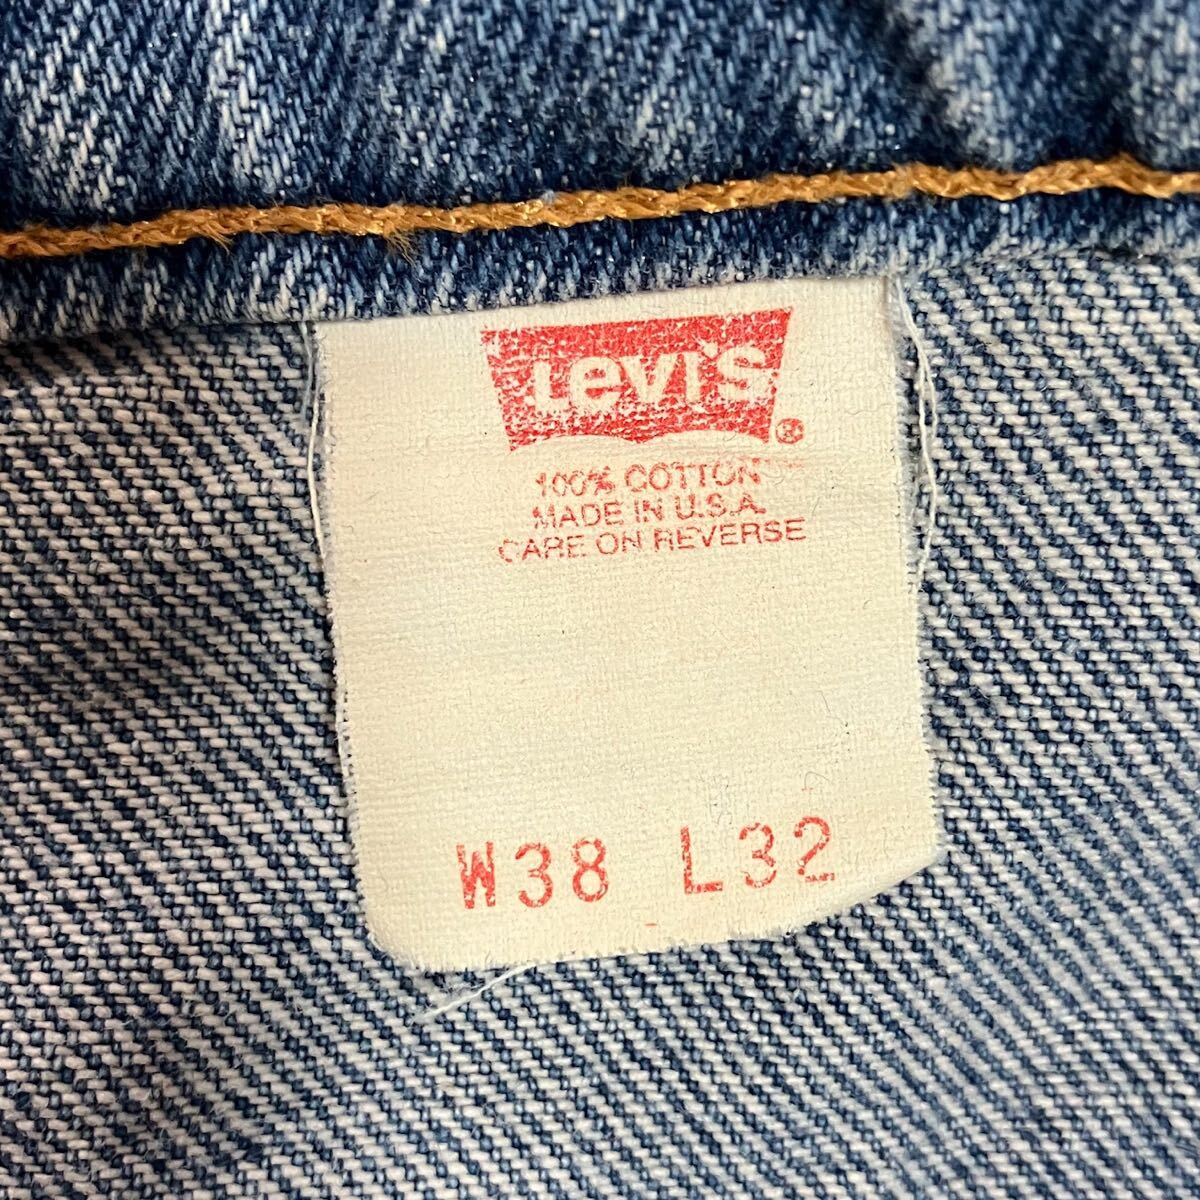 LEVI'S ®
100% COTTON
MADE IN U.S.A.
CARE ON REVERSE
W38 L32